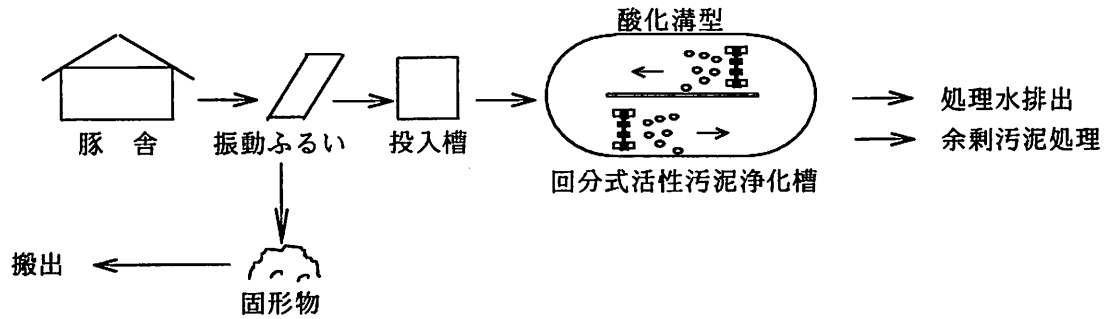 酸化溝型
処理水排出
余剰汚泥処理
豚 舎
振動ふるい
投入槽
回分式活性汚泥浄化槽
搬出
固形物